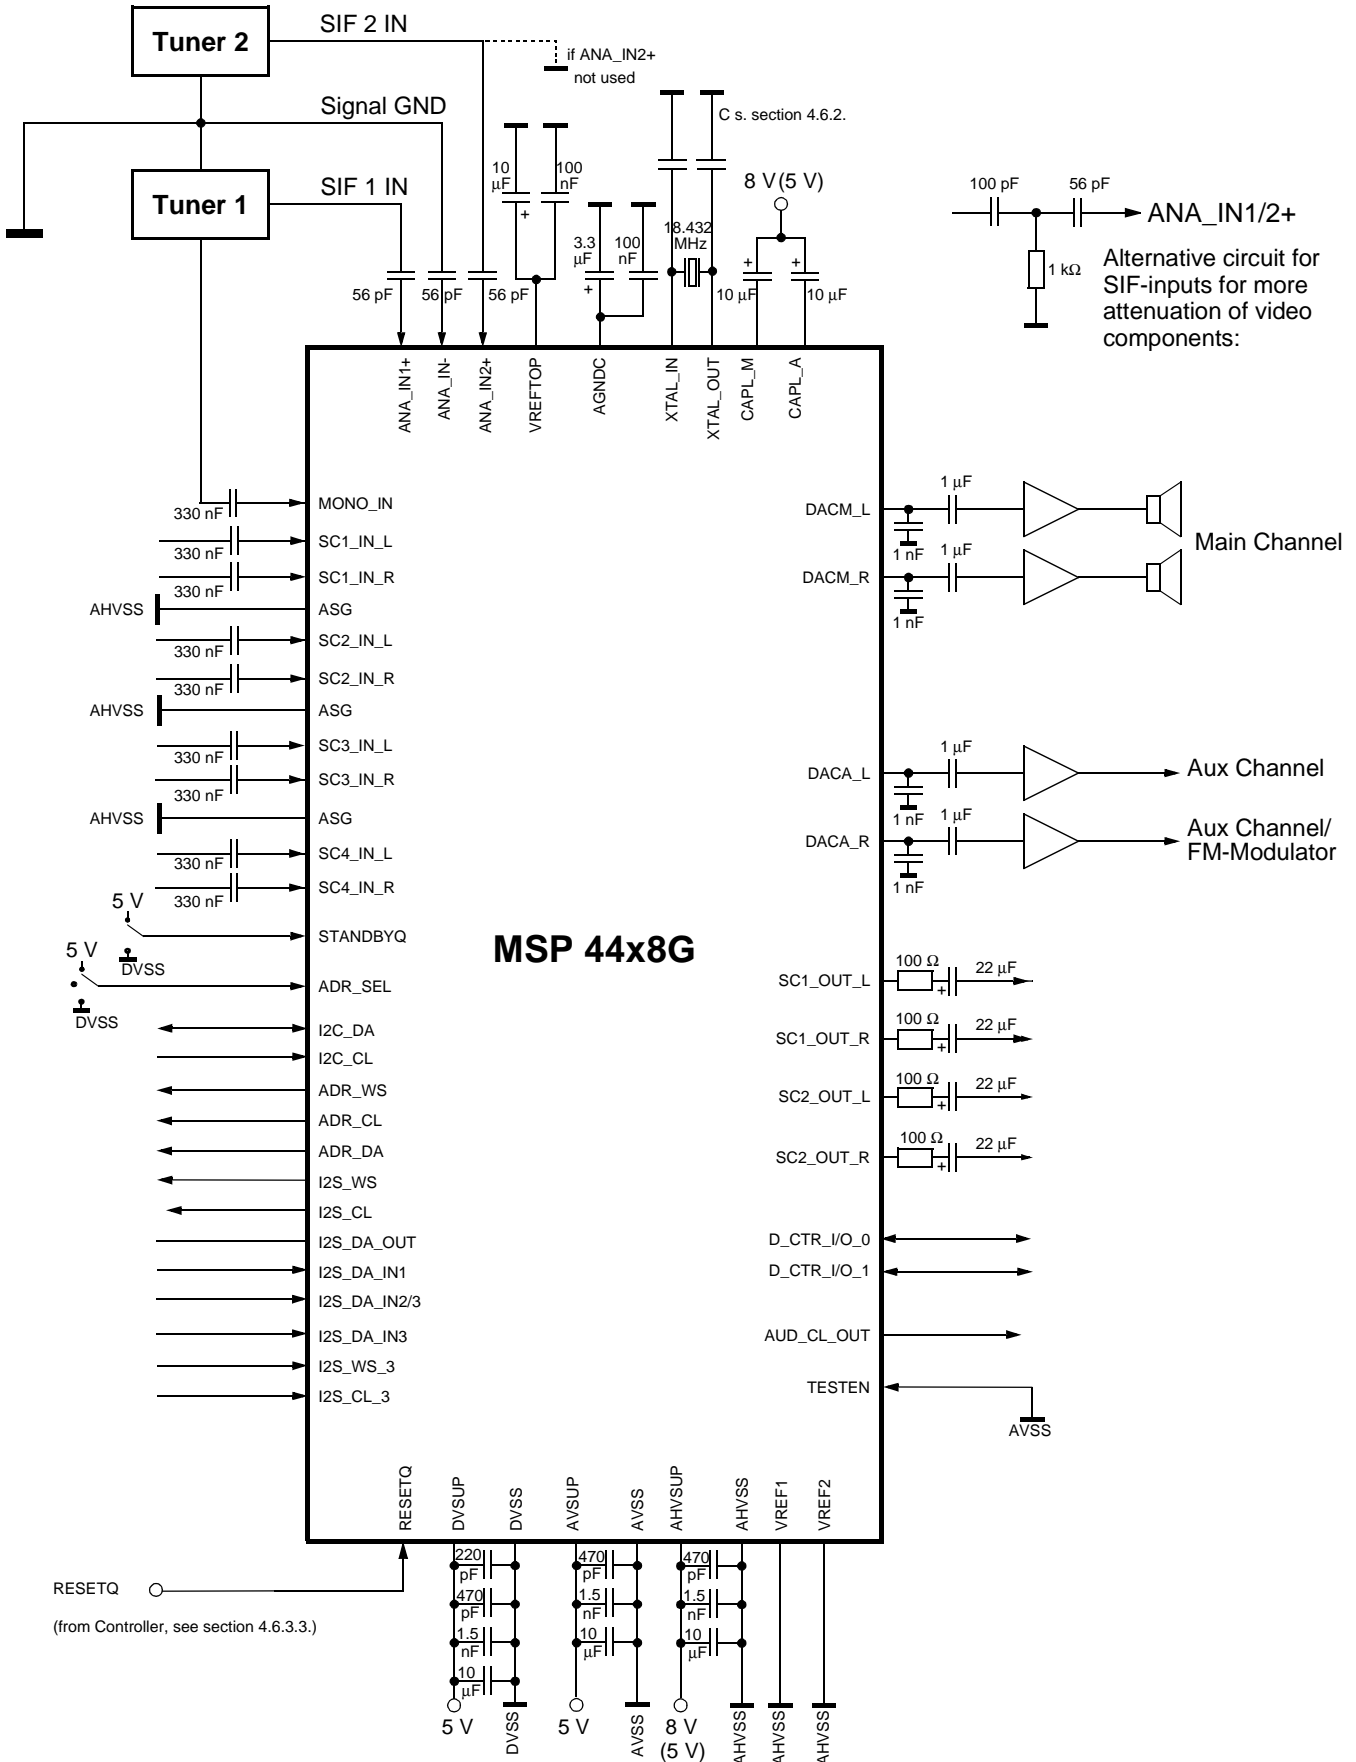 Tuner 2
SIF 2 IN
if ANA_IN2+
not used
Signal GND
Tuner 1
SIF 1 IN
10
μF
+
100
nF
C s. section 4.6.2.
8 V(5 V)
3.3
μF
+
100
nF
18.432
MHz
+
+
10 μF
10 μF
56 pF
56 pF
56 pF
100 pF
56 pF
ANA_IN1/2+
1 kΩ
Alternative circuit for
SIF-inputs for more
attenuation of video
components:
ANA_IN1+
ANA_IN-
ANA_IN2+
VREFTOP
AGNDC
XTAL_IN
XTAL_OUT
CAPL_M
CAPL_A
330 nF
MONO_IN
330 nF
SC1_IN_L
330 nF
SC1_IN_R
AHVSS
ASG
330 nF
SC2_IN_L
330 nF
SC2_IN_R
AHVSS
ASG
330 nF
SC3_IN_L
330 nF
SC3_IN_R
AHVSS
ASG
330 nF
SC4_IN_L
330 nF
SC4_IN_R
5 V
DVSS
STANDBYQ
5 V
DVSS
ADR_SEL
I2C_DA
I2C_CL
ADR_WS
ADR_CL
ADR_DA
I2S_WS
I2S_CL
I2S_DA_OUT
I2S_DA_IN1
I2S_DA_IN2/3
I2S_DA_IN3
I2S_WS_3
I2S_CL_3
MSP 44x8G
DACM_L
1 μF
1 nF
DACM_R
1 μF
1 nF
Main Channel
DACA_L
1 μF
1 nF
Aux Channel
DACA_R
1 μF
1 nF
Aux Channel/
FM-Modulator
SC1_OUT_L
100 Ω
+
22 μF
SC1_OUT_R
100 Ω
+
22 μF
SC2_OUT_L
100 Ω
+
22 μF
SC2_OUT_R
100 Ω
+
22 μF
D_CTR_I/O_0
D_CTR_I/O_1
AUD_CL_OUT
TESTEN
AVSS
RESETQ
DVSUP
DVSS
AVSUP
AVSS
AHVSUP
AHVSS
VREF1
VREF2
RESETQ
(from Controller, see section 4.6.3.3.)
220
pF
470
pF
1.5
nF
10
μF
5 V
DVSS
470
pF
1.5
nF
10
μF
5 V
AVSS
470
pF
1.5
nF
10
μF
8 V
(5 V)
AHVSS
AHVSS
AHVSS